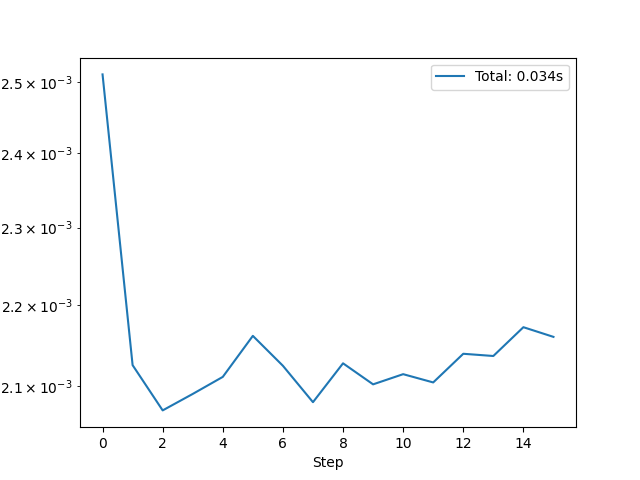 Total: 0.034s
2.5 × 10⁻³
2.4 × 10⁻³
2.3 × 10⁻³
2.2 × 10⁻³
2.1 × 10⁻³
0 2 4 6 8 10 12 14
Step